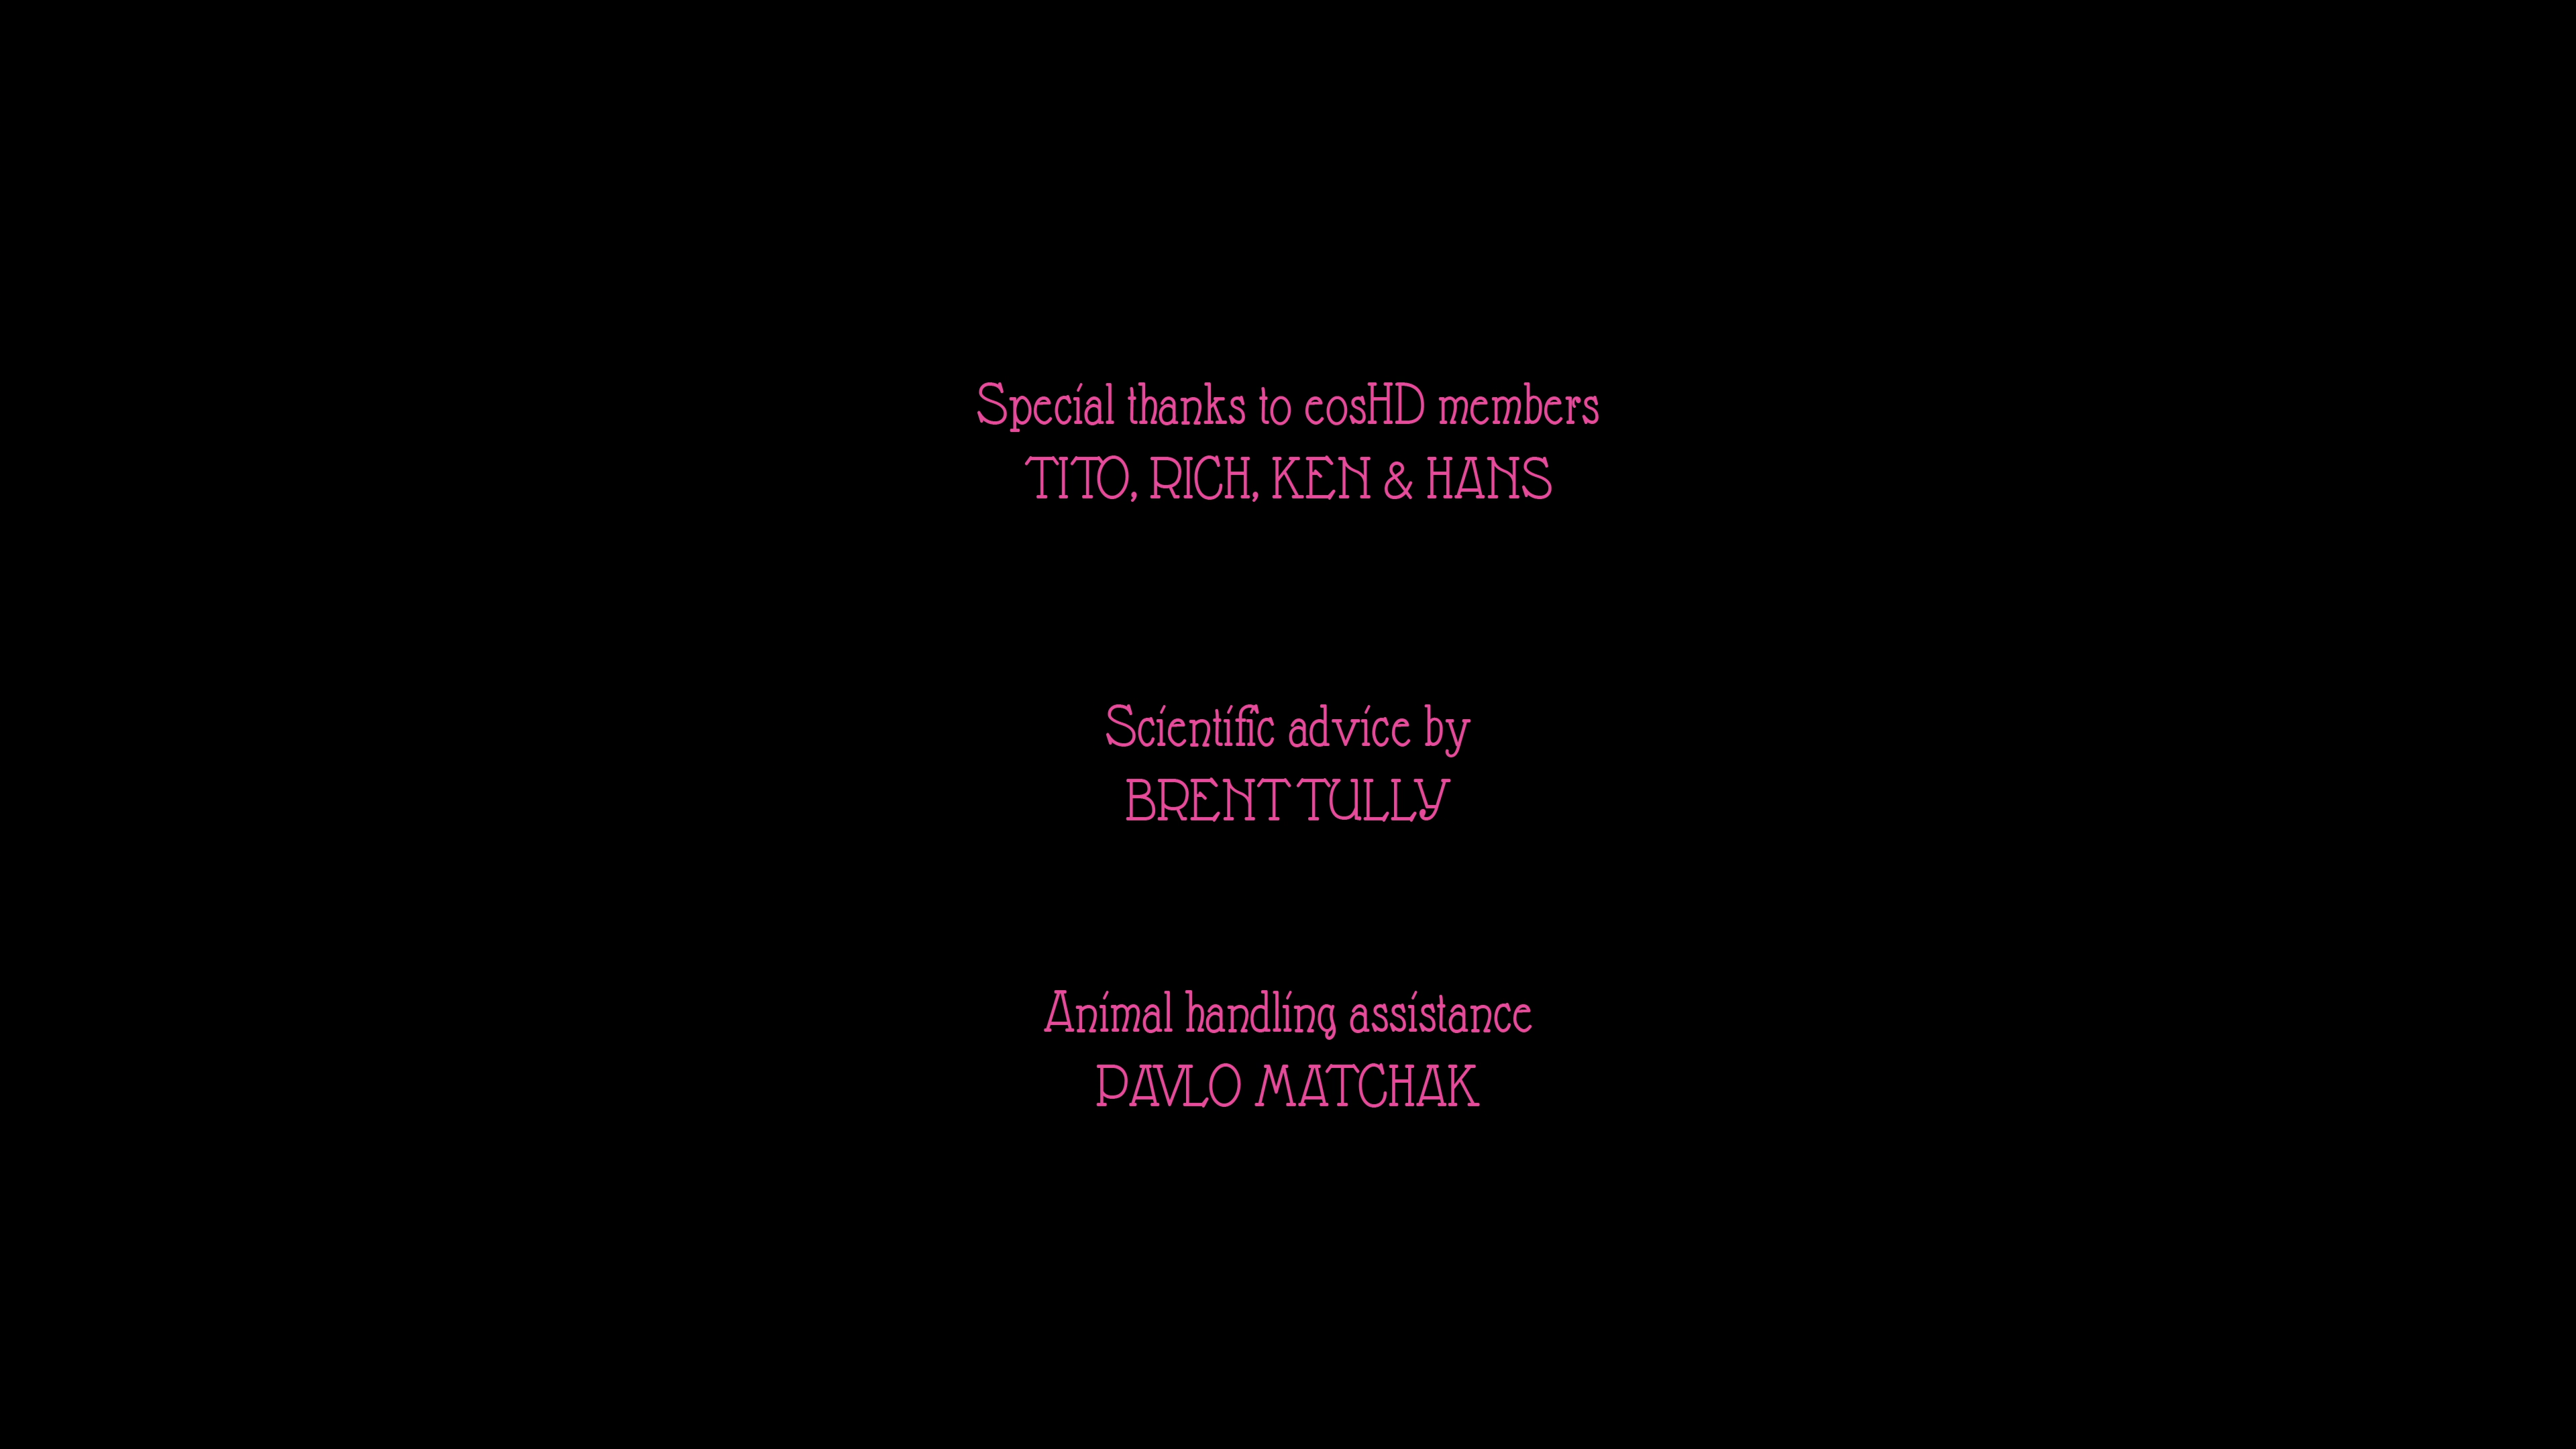 Special thanks to eosHD members
TITO, RICH, KEN & HANS
Scientific advice by
BRENT TULLY
Animal handling assistance
PAVLO MATCHAK